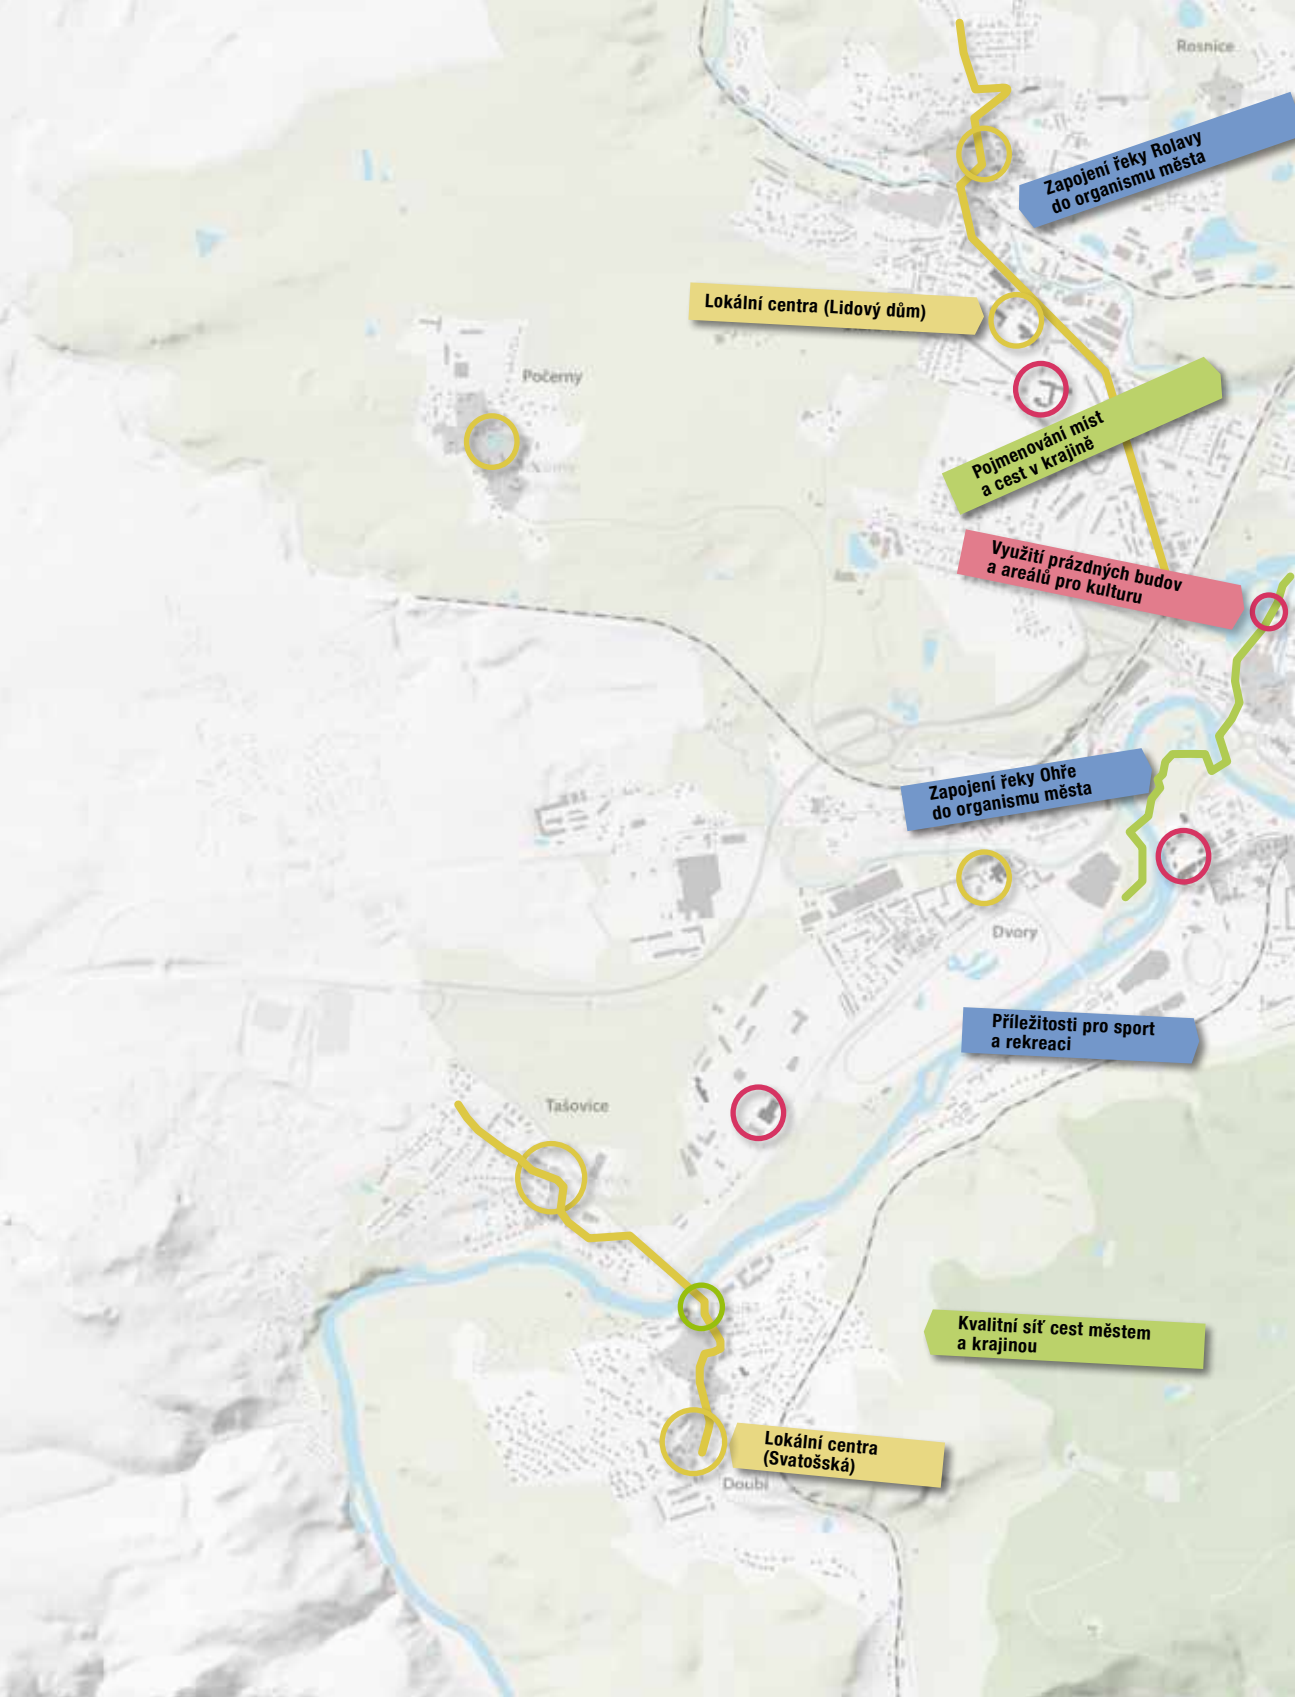 Rosnice
Zapojení řeky Rolavy
do organismu města
Lokální centra (Lidový dům)
Počerny
Pojmenování míst
a cest v krajině
Využití prázdných budov
a areálů pro kulturu
Zapojení řeky Ohře
do organismu města
Dvory
Příležitosti pro sport
a rekreaci
Tašovice
Kvalitní síť cest městem
a krajinou
Lokální centra
(Svatošská)
Doubí